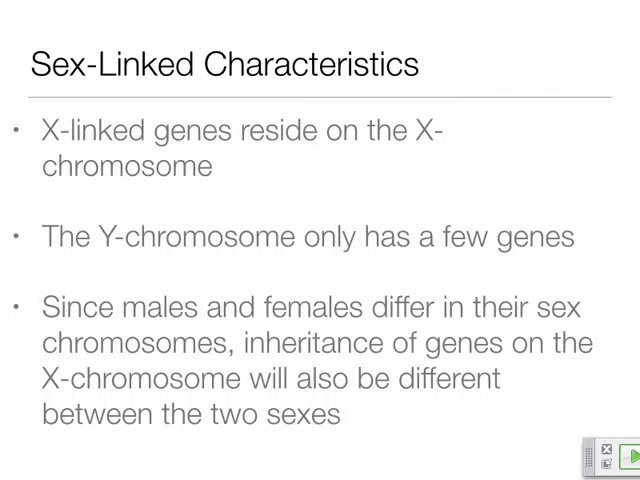 Sex-Linked Characteristics
• X-linked genes reside on the X-
chromosome
• The Y-chromosome only has a few genes
• Since males and females differ in their sex
chromosomes, inheritance of genes on the
X-chromosome will also be different
between the two sexes